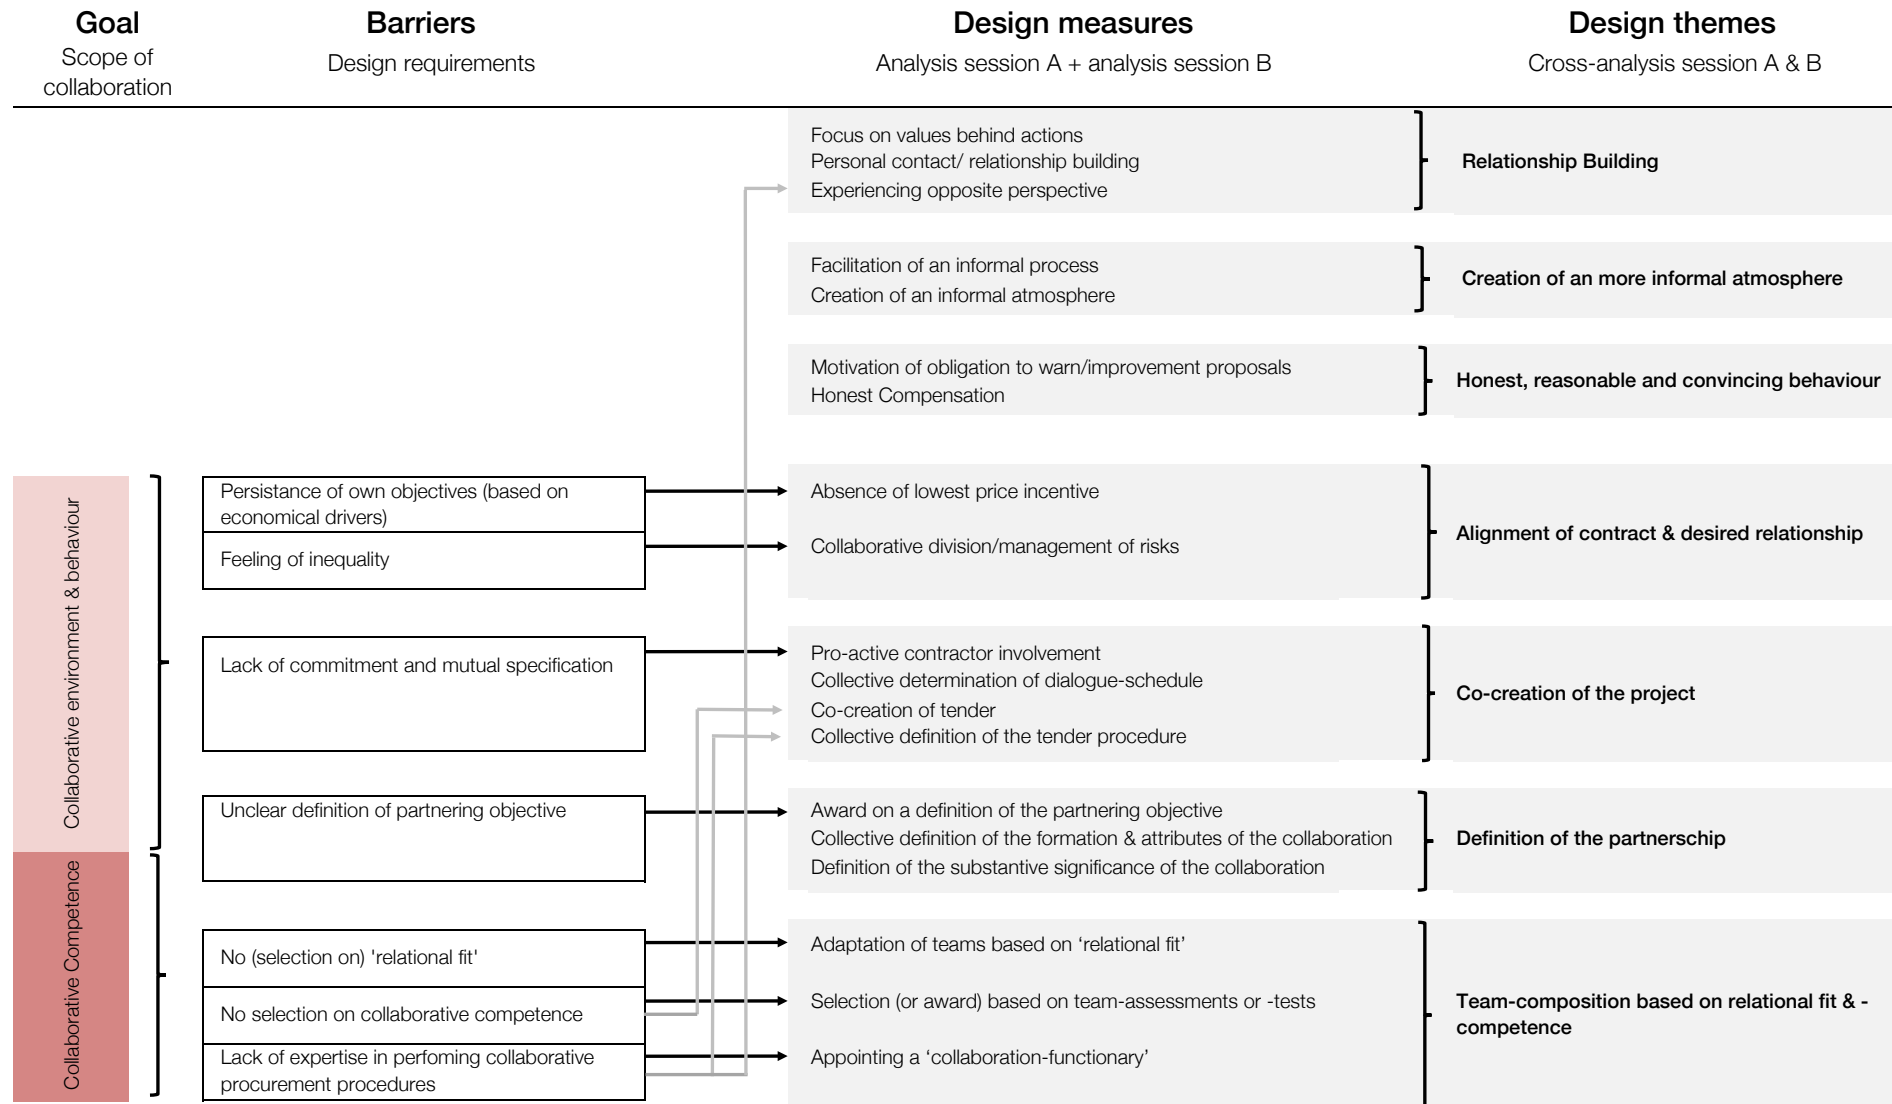 Goal
Scope of
collaboration
Barriers
Design requirements
Design measures
Analysis session A + analysis session B
Design themes
Cross-analysis session A & B
Focus on values behind actions
Personal contact/ relationship building
Experiencing opposite perspective
Relationship Building
Facilitation of an informal process
Creation of an informal atmosphere
Creation of an more informal atmosphere
Motivation of obligation to warn/improvement proposals
Honest Compensation
Honest, reasonable and convincing behaviour
Collaborative environment & behaviour
Persistance of own objectives (based on
economical drivers)
Feeling of inequality
Absence of lowest price incentive
Collaborative division/management of risks
Alignment of contract & desired relationship
Lack of commitment and mutual specification
Pro-active contractor involvement
Collective determination of dialogue-schedule
Co-creation of tender
Collective definition of the tender procedure
Co-creation of the project
Unclear definition of partnering objective
Award on a definition of the partnering objective
Collective definition of the formation & attributes of the collaboration
Definition of the substantive significance of the collaboration
Definition of the partnerschip
Collaborative Competence
No (selection on) 'relational fit'
No selection on collaborative competence
Lack of expertise in perfoming collaborative
procurement procedures
Adaptation of teams based on ‘relational fit’
Selection (or award) based on team-assessments or -tests
Appointing a ‘collaboration-functionary’
Team-composition based on relational fit & -
competence